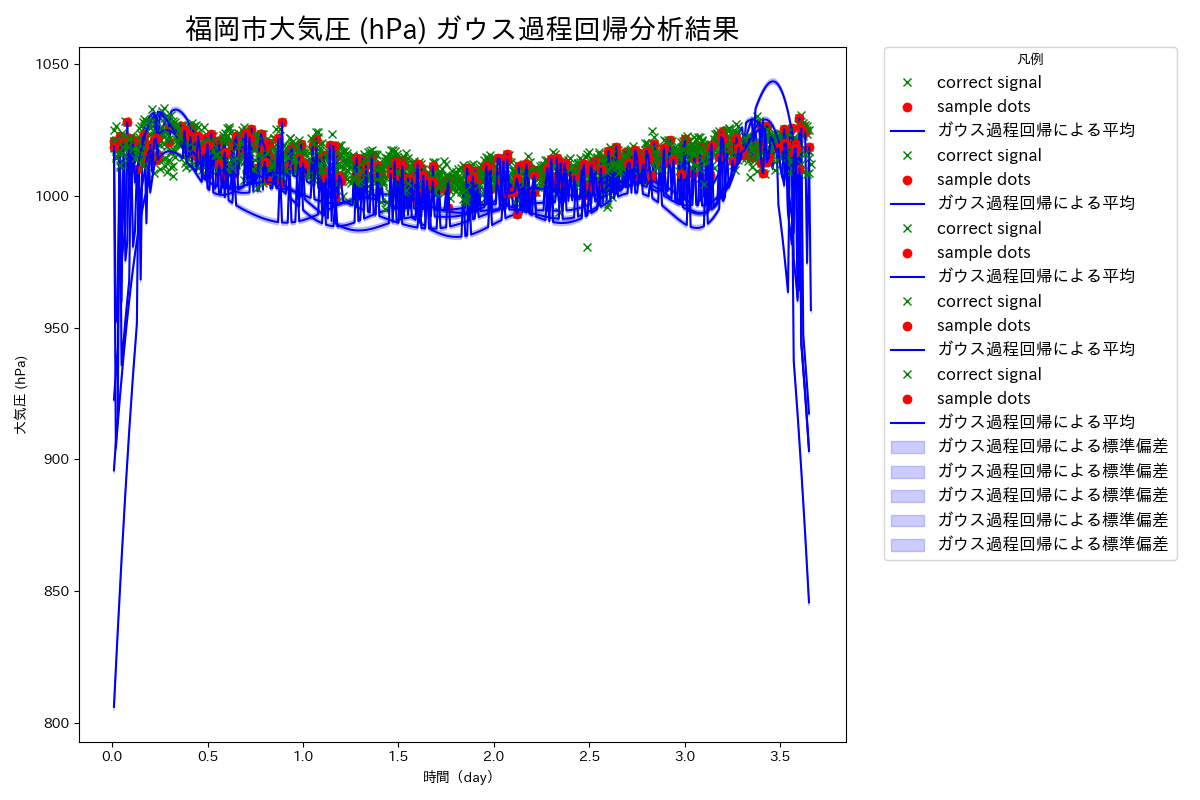 福岡市大気圧 (hPa) ガウス過程回帰分析結果
大気圧 (hPa)
1050
1000
950
900
850
800
0.0
0.5
1.0
1.5
2.0
2.5
3.0
3.5
時間（day）
凡例
correct signal
sample dots
ガウス過程回帰による平均
correct signal
sample dots
ガウス過程回帰による平均
correct signal
sample dots
ガウス過程回帰による平均
correct signal
sample dots
ガウス過程回帰による平均
correct signal
sample dots
ガウス過程回帰による平均
ガウス過程回帰による標準偏差
ガウス過程回帰による標準偏差
ガウス過程回帰による標準偏差
ガウス過程回帰による標準偏差
ガウス過程回帰による標準偏差